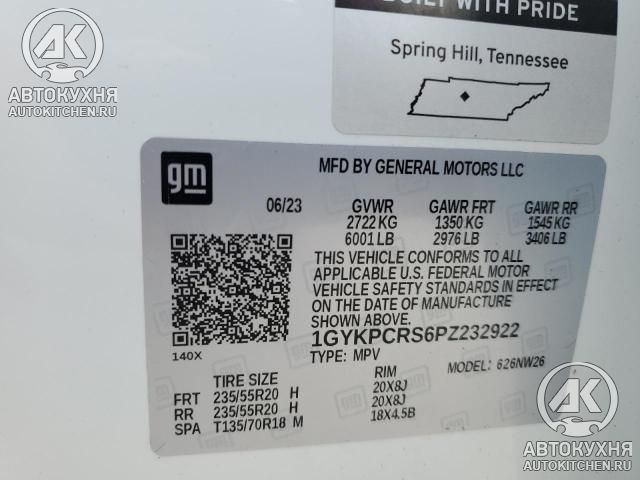 BUILT WITH PRIDE
Spring Hill, Tennessee
AK
АВТОКУХНЯ
AUTOKITCHEN.RU
gm
MFD BY GENERAL MOTORS LLC
06/23 GVWR GAWR FRT GAWR RR
2722 KG 1350 KG 1545 KG
6001 LB 2976 LB 3406 LB
THIS VEHICLE CONFORMS TO ALL
APPLICABLE U.S. FEDERAL MOTOR
VEHICLE SAFETY STANDARDS IN EFFECT
ON THE DATE OF MANUFACTURE
SHOWN ABOVE.
1GYKPCRS6PZ232922
140X
TYPE: MPV MODEL: 626NW26
TIRE SIZE RIM
FRT 235/55R20 H 20X8J
RR 235/55R20 H 20X8J
SPA T135/70R18 M 18X4.5B
AK
АВТОКУХНЯ
AUTOKITCHEN.RU